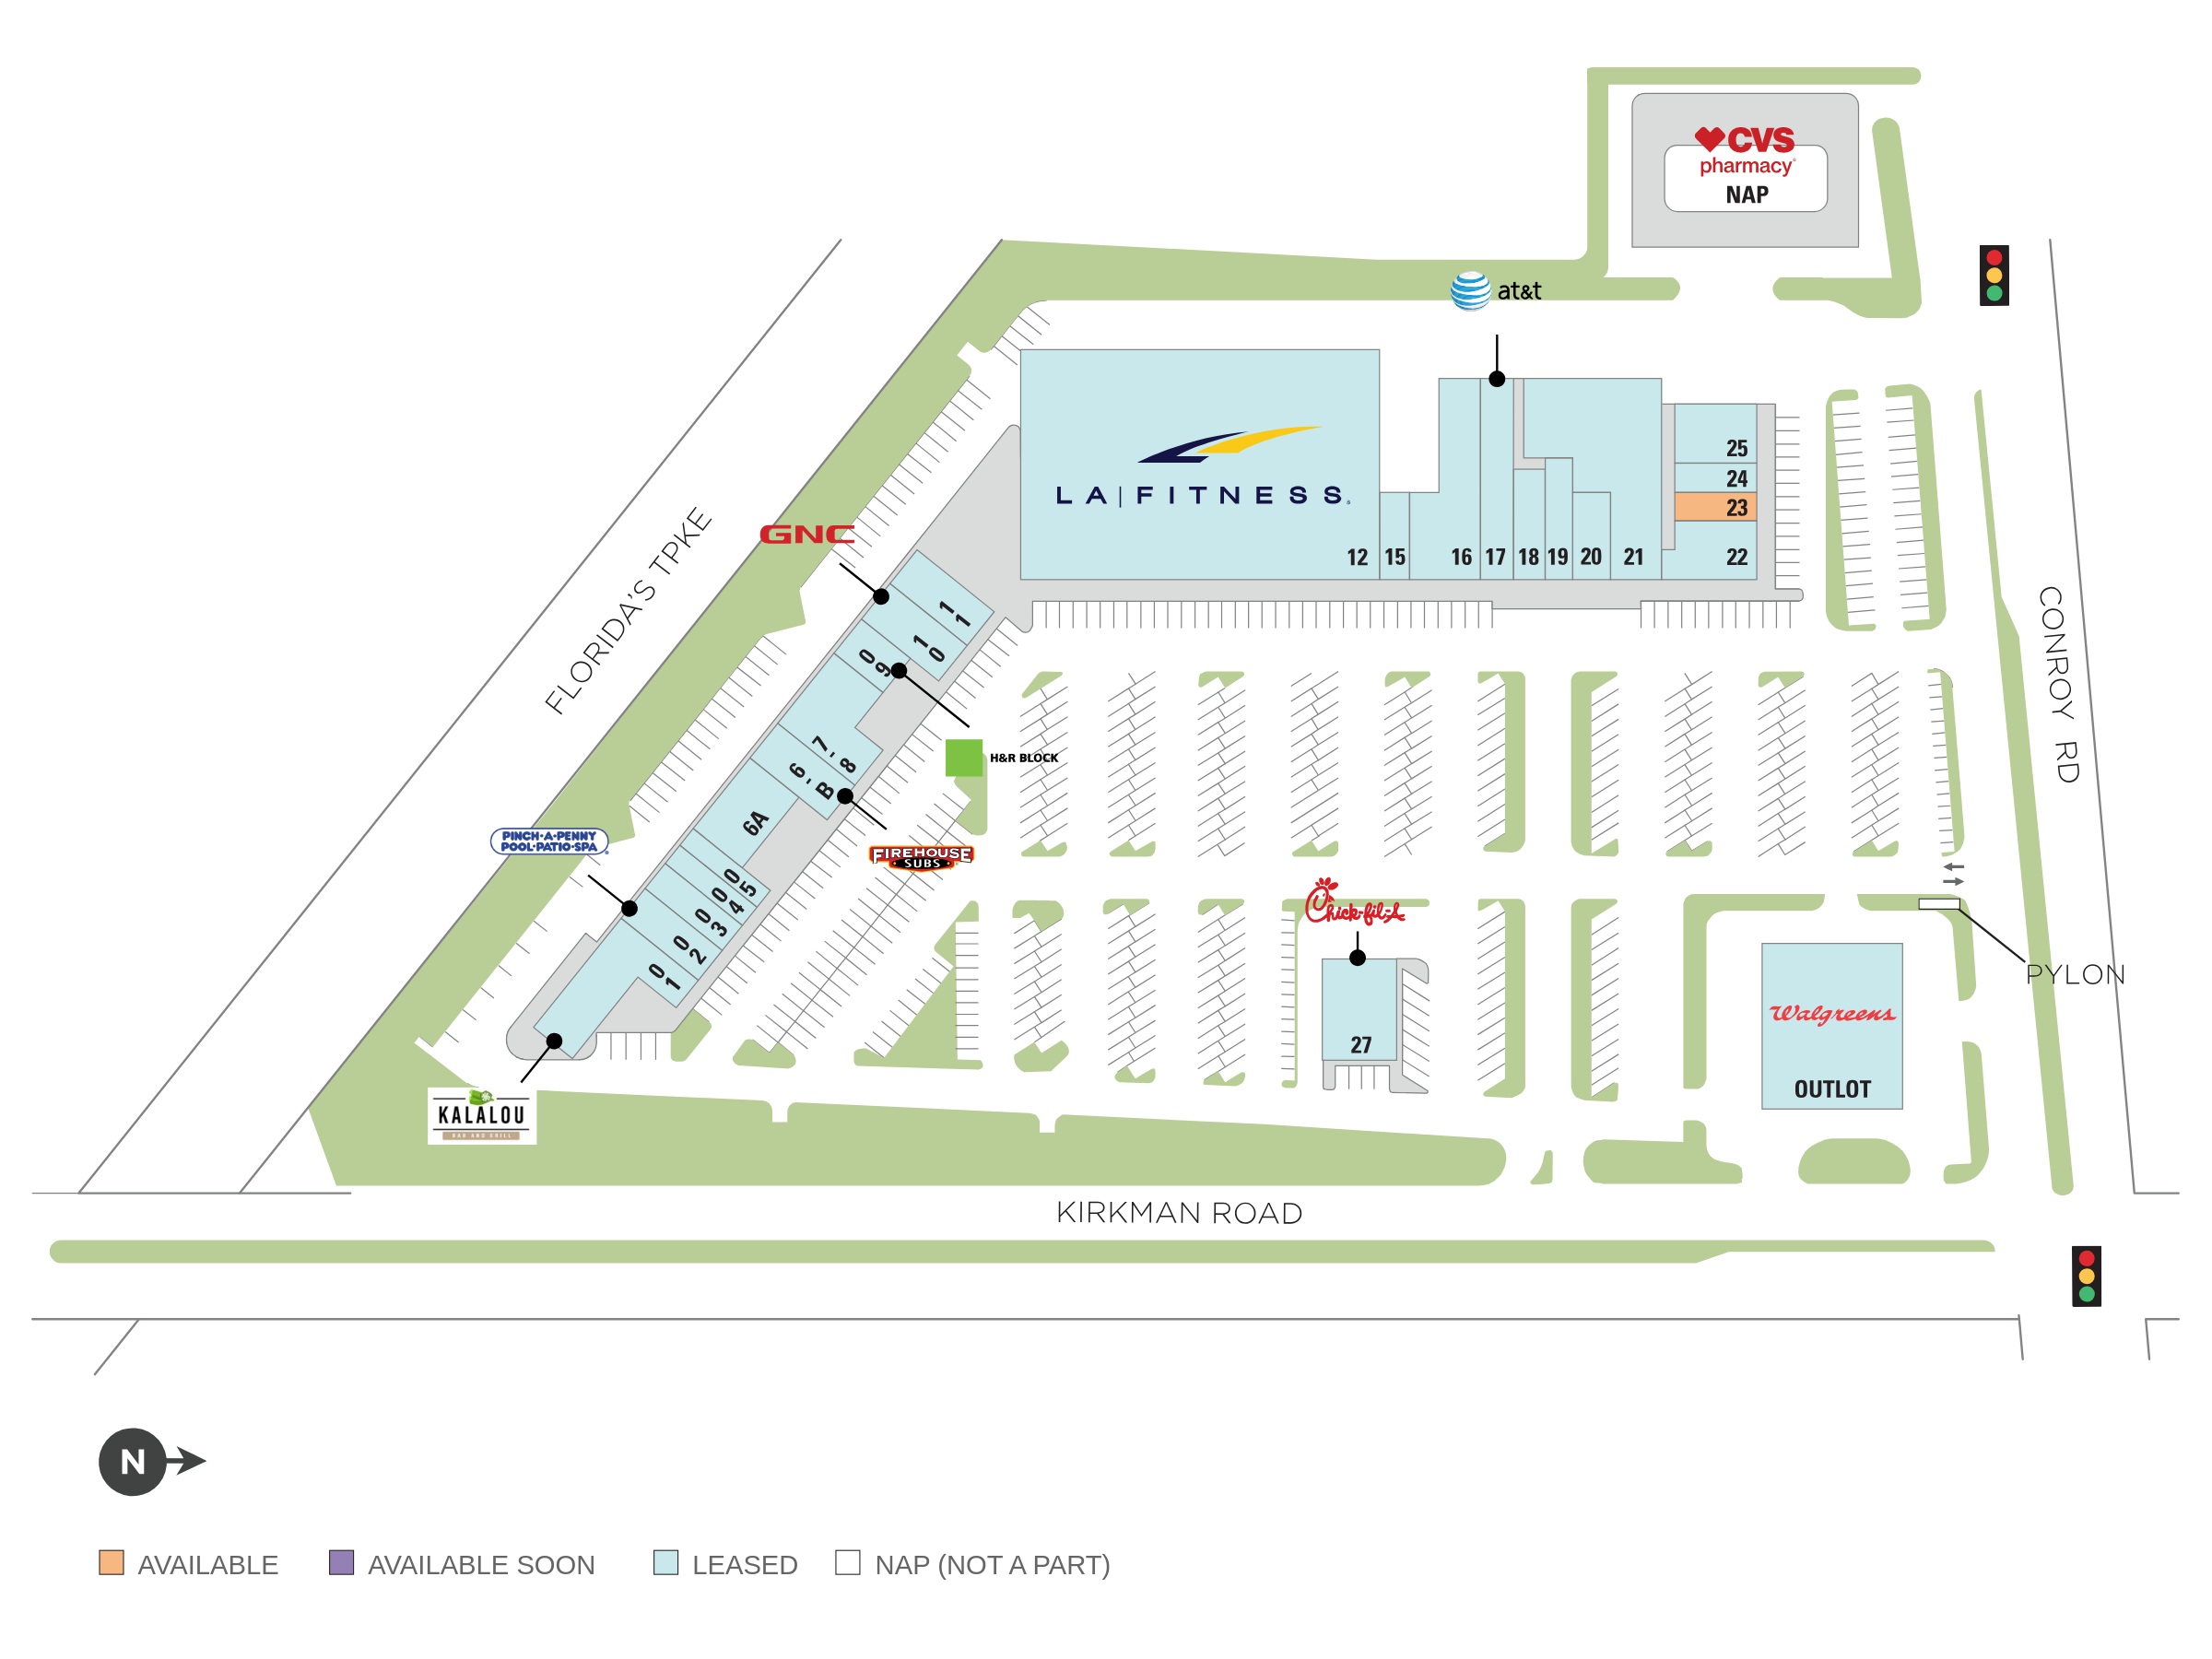 CVS
pharmacy
NAP
at&t
LA|FITNESS.
25
24
23
22
12
15
16
17
18
19
20
21
GNC
FLORIDA'S TPKE
CONROY RD
11
10
09
7-8
6-B
6A
05
04
03
02
01
H&R BLOCK
PINCH-A-PENNY
POOL·PATIO·SPA
FIREHOUSE
SUBS
Chick-fil-A
27
Walgreens
OUTLOT
PYLON
KALALOU
BAR AND GRILL
KIRKMAN ROAD
N
AVAILABLE
AVAILABLE SOON
LEASED
NAP (NOT A PART)